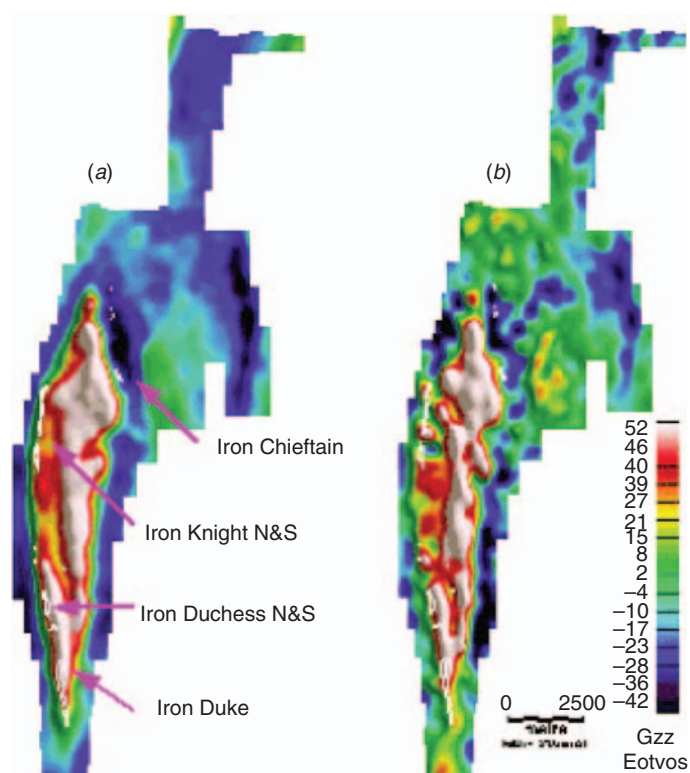 (a)
(b)
Iron Chieftain
Iron Knight N&S
Iron Duchess N&S
Iron Duke
52
46
40
39
27
21
15
8
2
−4
−10
−17
−23
−28
−36
−42
0 2500
Gzz
Eotvos